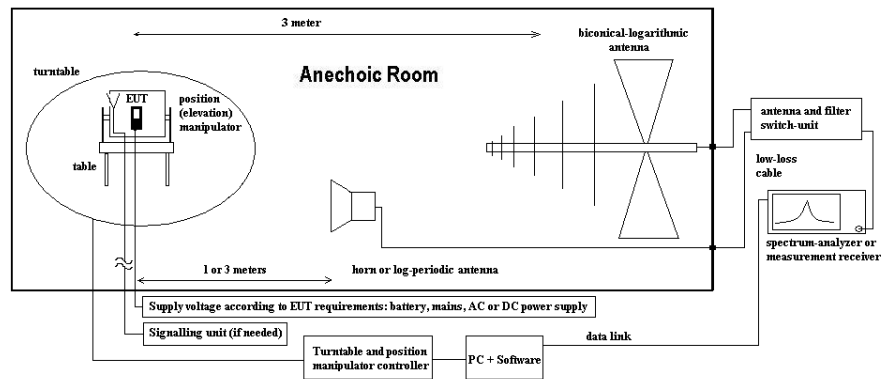 3 meter
biconical-logarithmic
antenna
turntable
Anechoic Room
EUT
position
(elevation)
manipulator
antenna and filter
switch-unit
table
low-loss
cable
spectrum-analyzer or
measurement receiver
1 or 3 meters
horn or log-periodic antenna
Supply voltage according to EUT requirements: battery, mains, AC or DC power supply
Signalling unit (if needed)
data link
Turntable and position
manipulator controller
PC + Software